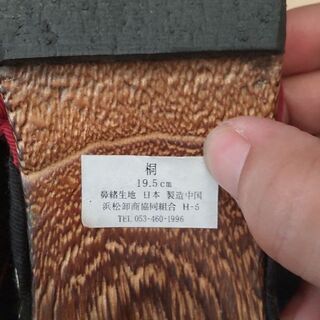 桐
19.5cm
鼻緒生地 日本 製造中国
浜松卸商協同組合 H-5
TEL 053-460-1996